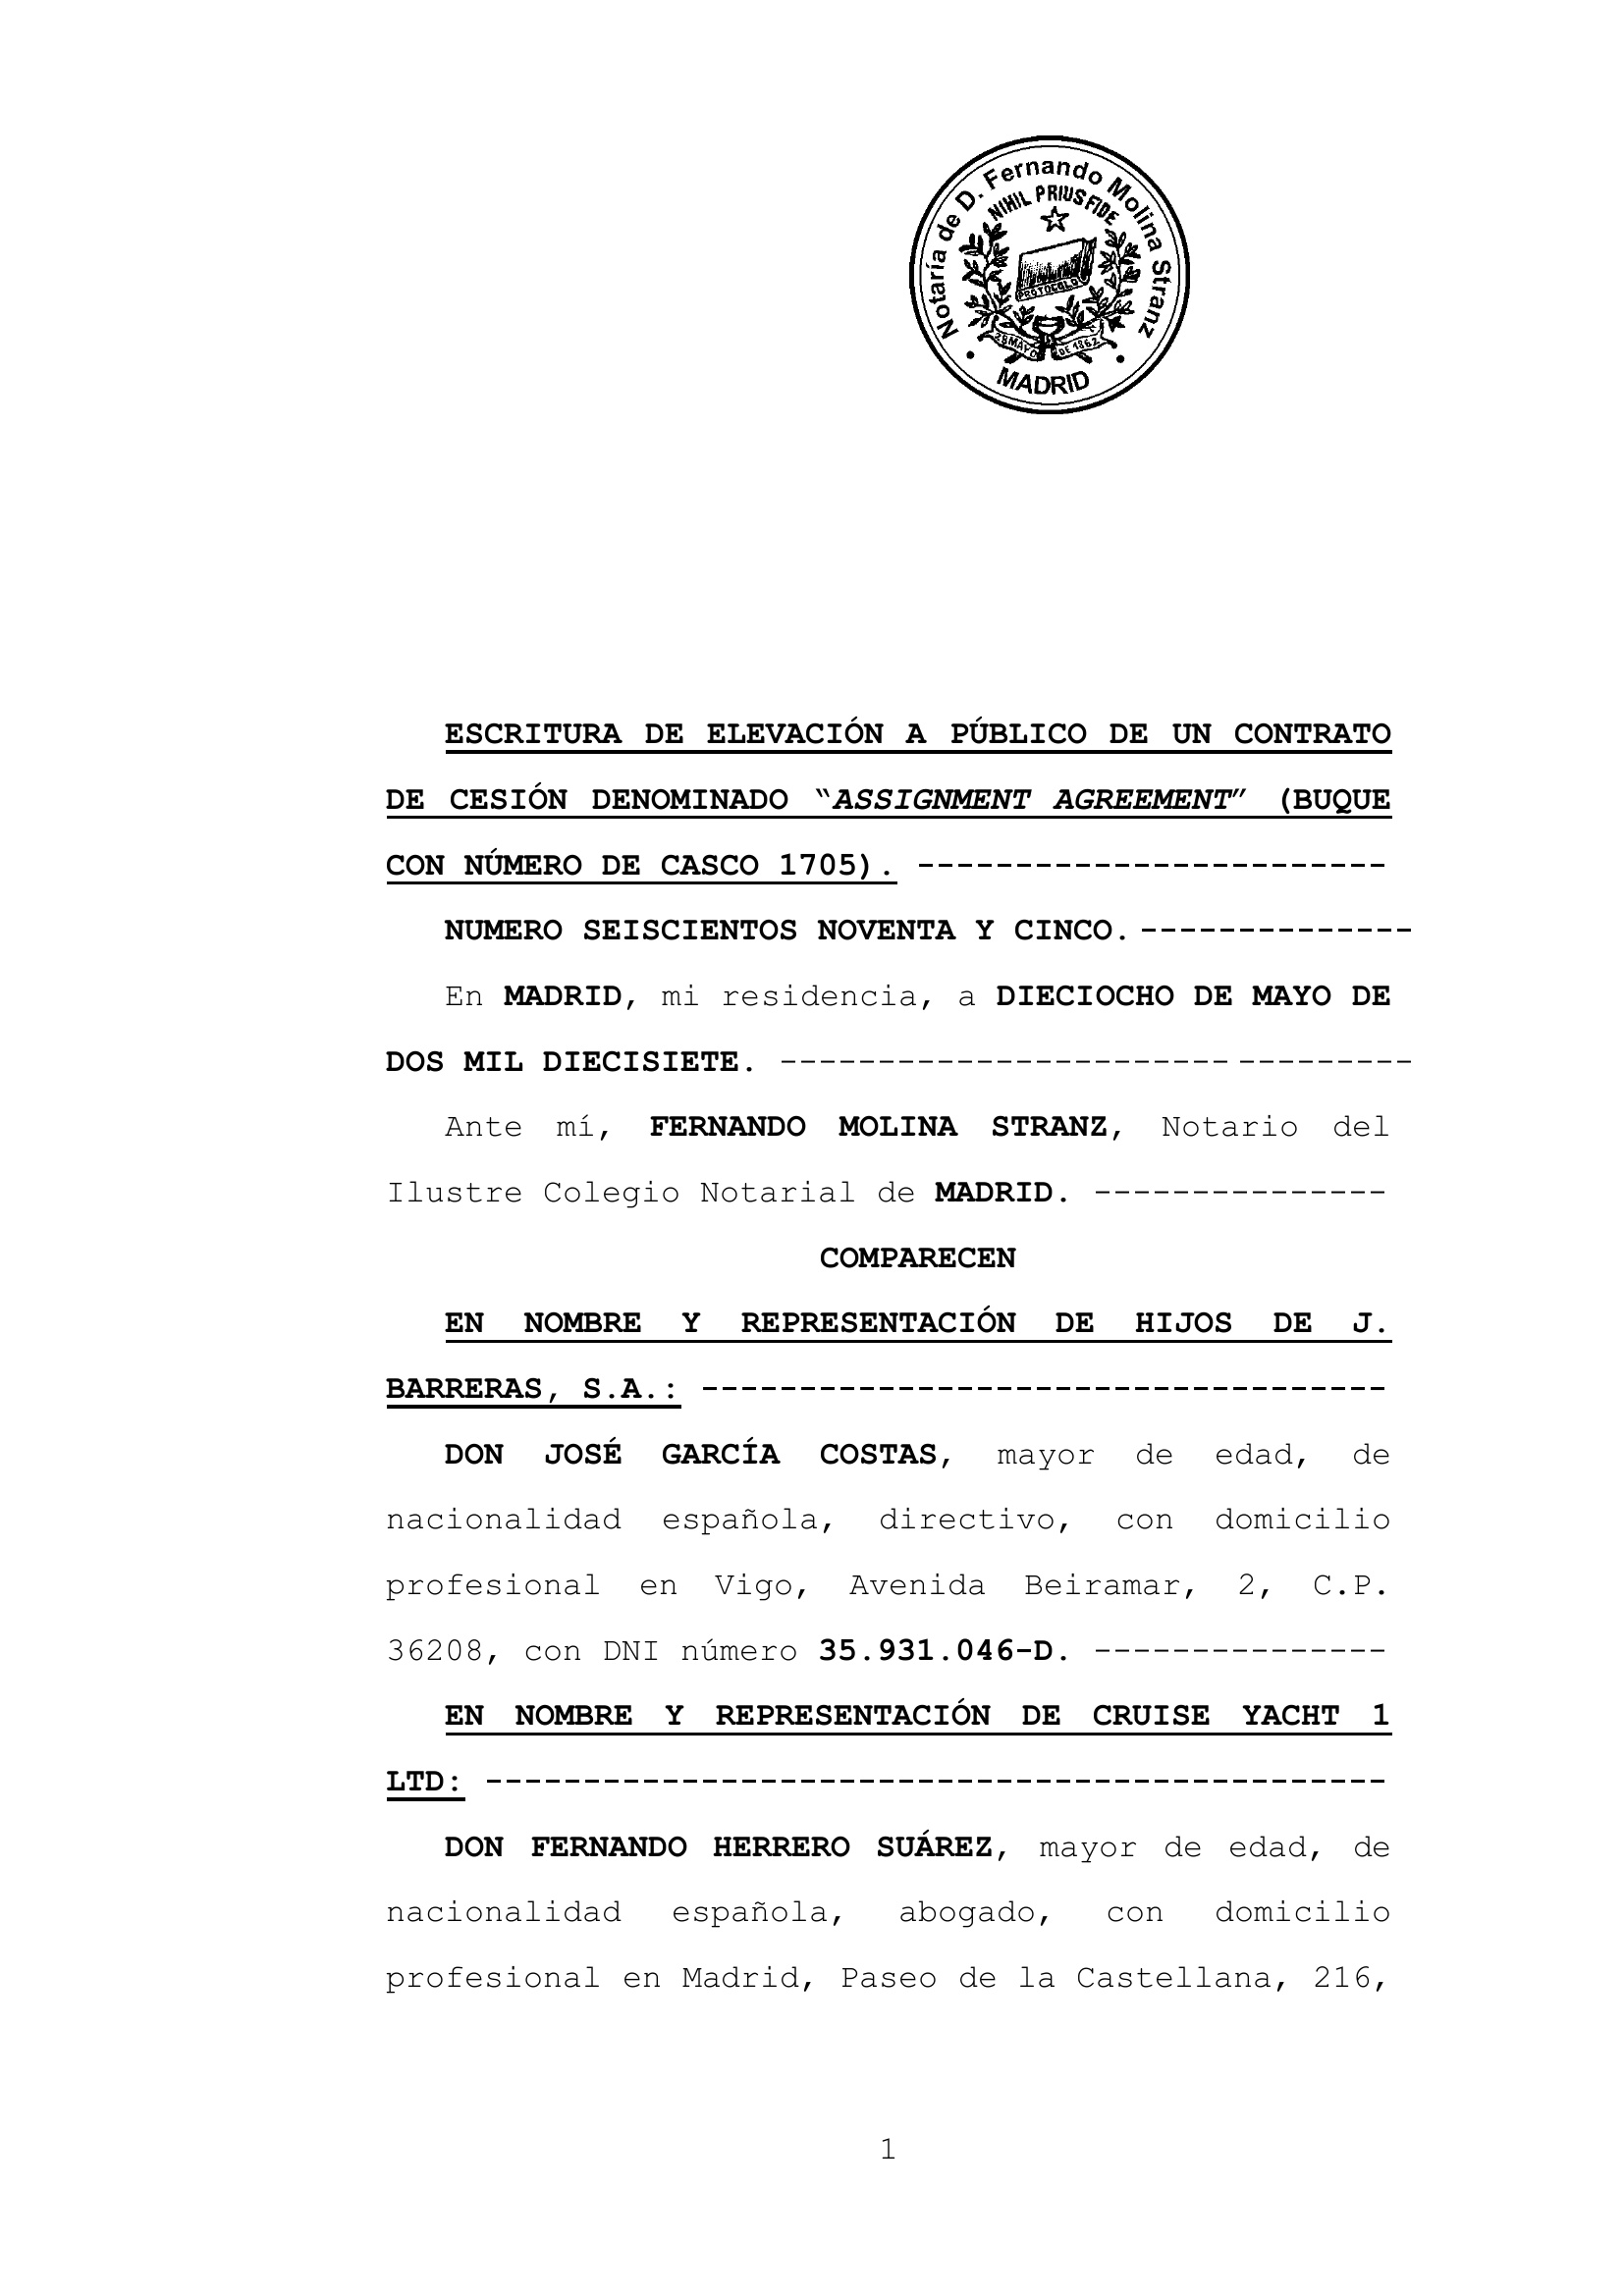 Notaría de D. Fernando Molina Stranz
NIHIL PRIUS FIDE
PROTOCOLO
28 MAYO DE 1862
MADRID
ESCRITURA DE ELEVACIÓN A PÚBLICO DE UN CONTRATO
DE CESIÓN DENOMINADO “ASSIGNMENT AGREEMENT” (BUQUE
CON NÚMERO DE CASCO 1705). ------------------------
NUMERO SEISCIENTOS NOVENTA Y CINCO. --------------
En MADRID, mi residencia, a DIECIOCHO DE MAYO DE
DOS MIL DIECISIETE. --------------------------------
Ante mí, FERNANDO MOLINA STRANZ, Notario del
Ilustre Colegio Notarial de MADRID. ---------------
COMPARECEN
EN NOMBRE Y REPRESENTACIÓN DE HIJOS DE J.
BARRERAS, S.A.: -----------------------------------
DON JOSÉ GARCÍA COSTAS, mayor de edad, de
nacionalidad española, directivo, con domicilio
profesional en Vigo, Avenida Beiramar, 2, C.P.
36208, con DNI número 35.931.046-D. ---------------
EN NOMBRE Y REPRESENTACIÓN DE CRUISE YACHT 1
LTD: ----------------------------------------------
DON FERNANDO HERRERO SUÁREZ, mayor de edad, de
nacionalidad española, abogado, con domicilio
profesional en Madrid, Paseo de la Castellana, 216,
1